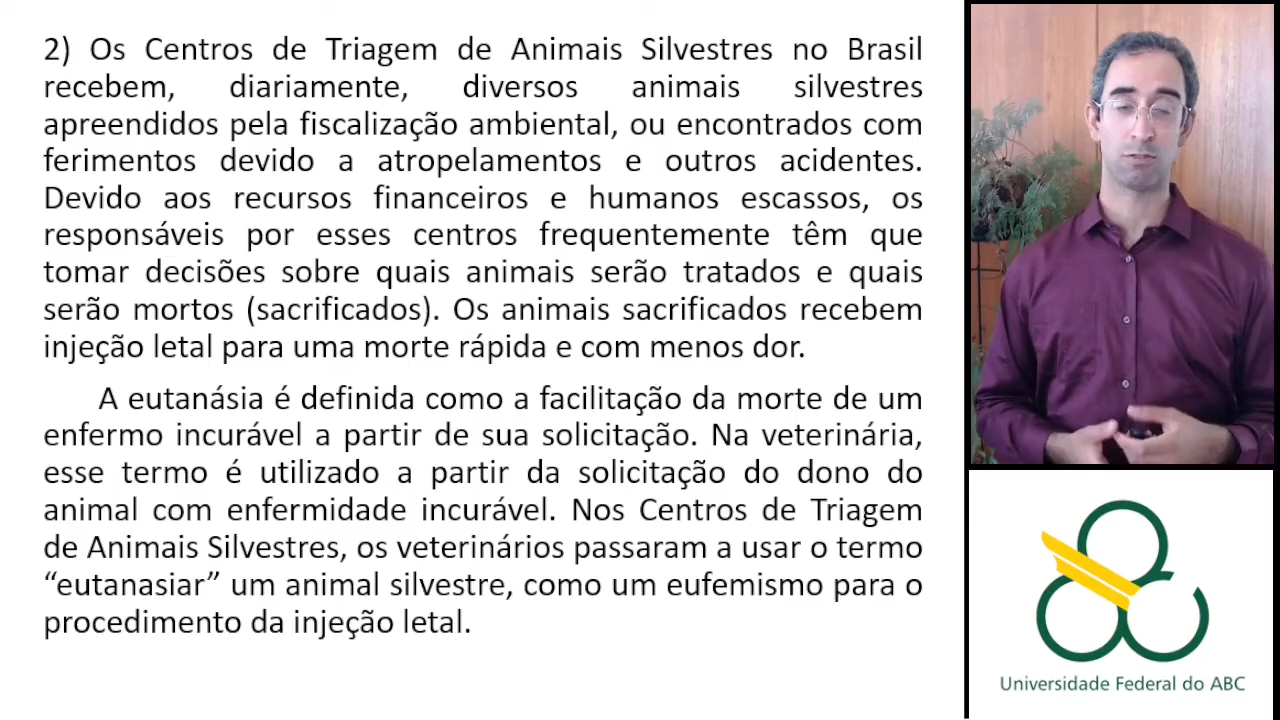 2) Os Centros de Triagem de Animais Silvestres no Brasil
recebem, diariamente, diversos animais silvestres
apreendidos pela fiscalização ambiental, ou encontrados com
ferimentos devido a atropelamentos e outros acidentes.
Devido aos recursos financeiros e humanos escassos, os
responsáveis por esses centros frequentemente têm que
tomar decisões sobre quais animais serão tratados e quais
serão mortos (sacrificados). Os animais sacrificados recebem
injeção letal para uma morte rápida e com menos dor.
A eutanásia é definida como a facilitação da morte de um
enfermo incurável a partir de sua solicitação. Na veterinária,
esse termo é utilizado a partir da solicitação do dono do
animal com enfermidade incurável. Nos Centros de Triagem
de Animais Silvestres, os veterinários passaram a usar o termo
“eutanasiar” um animal silvestre, como um eufemismo para o
procedimento da injeção letal.
Universidade Federal do ABC